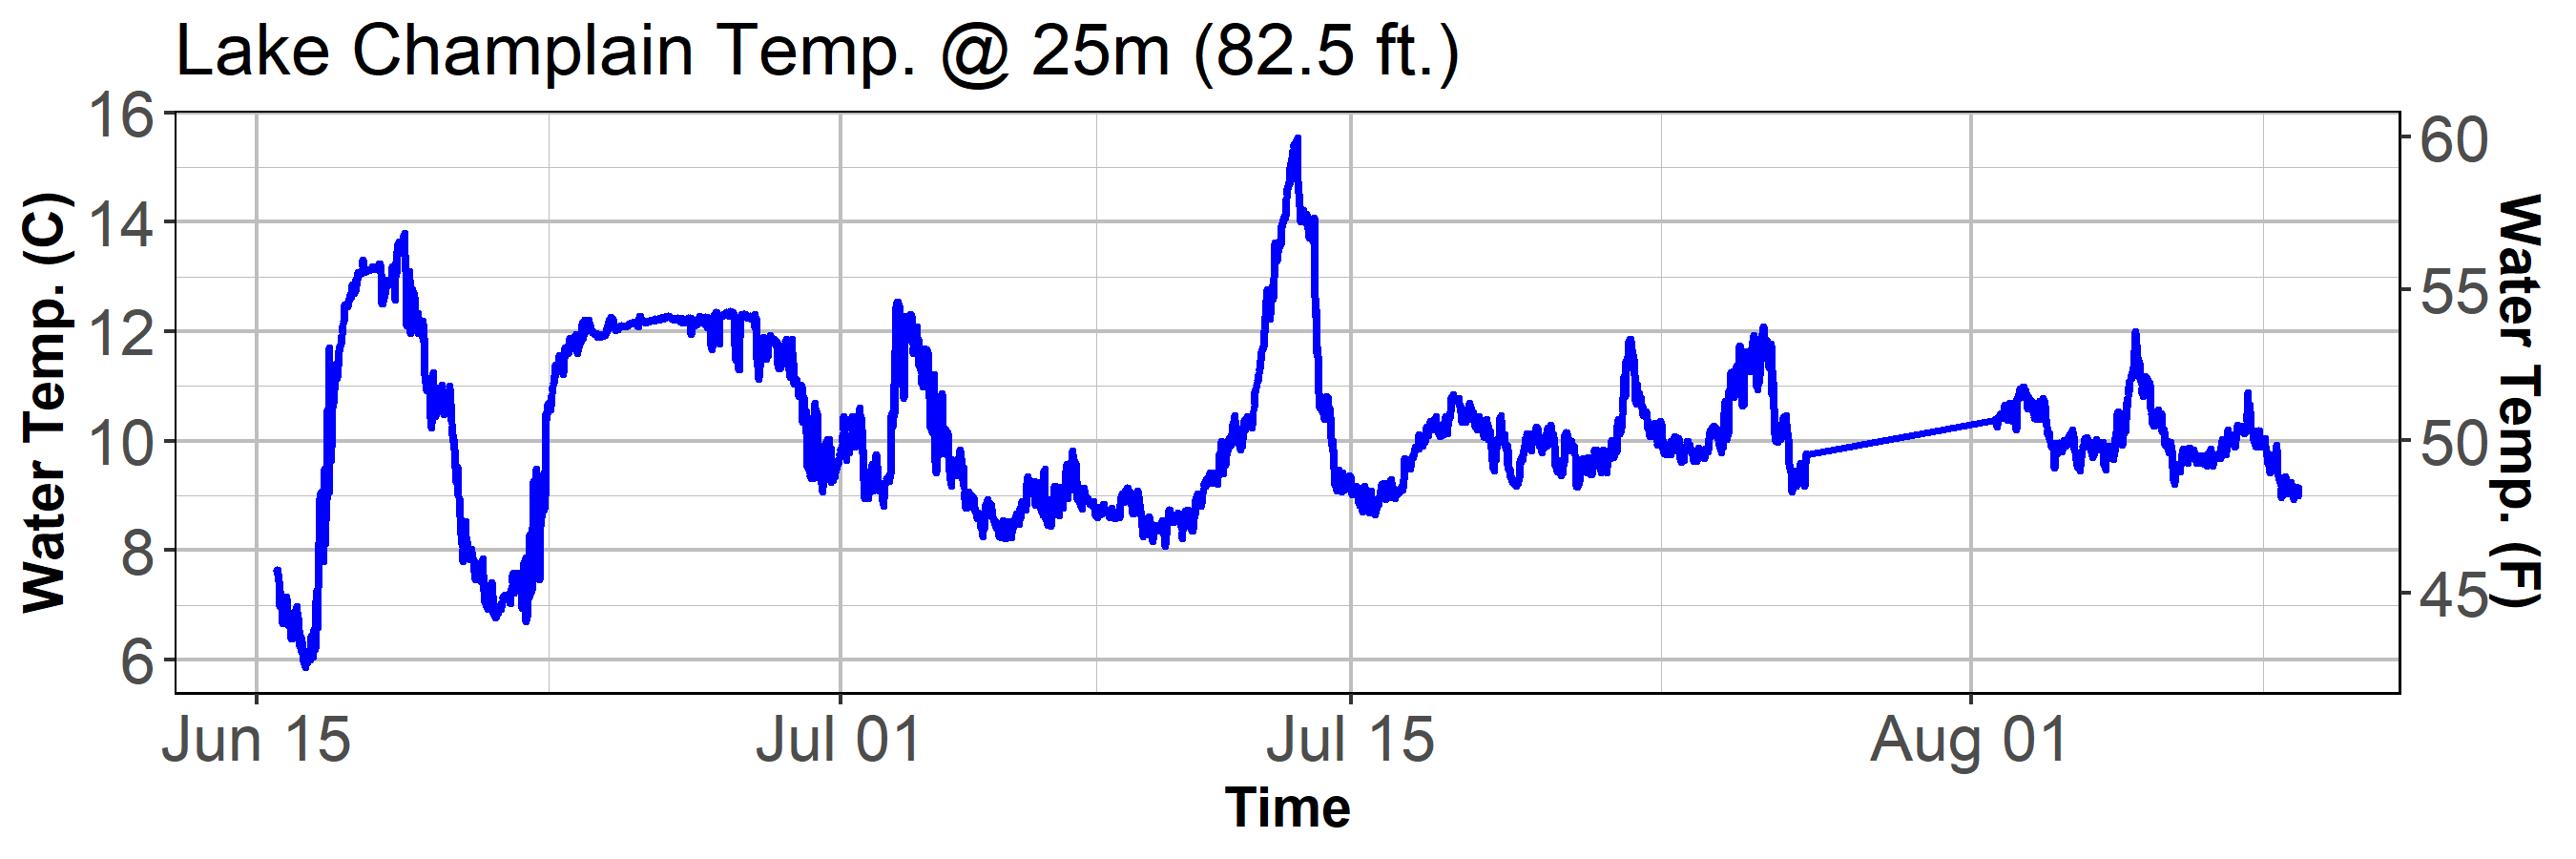 Lake Champlain Temp. @ 25m (82.5 ft.)
Water Temp. (C)
16
14
12
10
8
6
60
55
50
45
Water Temp. (F)
Jun 15
Jul 01
Jul 15
Aug 01
Time